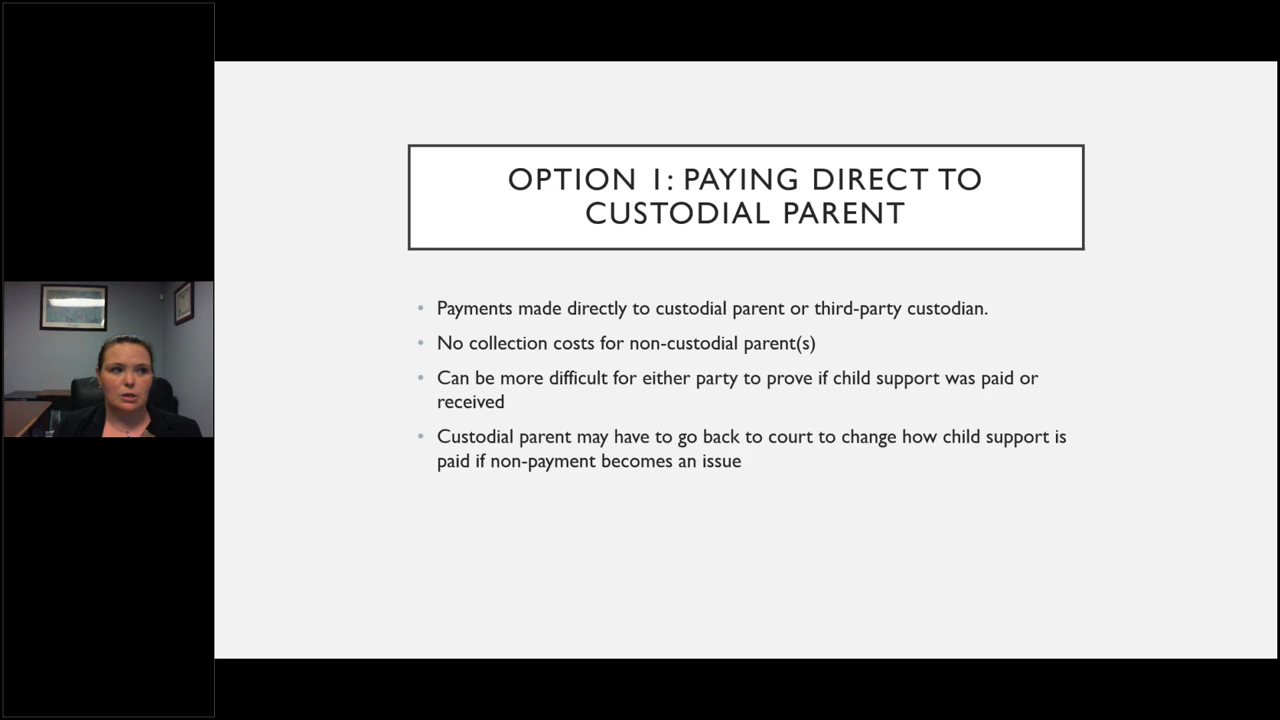 OPTION 1: PAYING DIRECT TO
CUSTODIAL PARENT
• Payments made directly to custodial parent or third-party custodian.
• No collection costs for non-custodial parent(s)
• Can be more difficult for either party to prove if child support was paid or
received
• Custodial parent may have to go back to court to change how child support is
paid if non-payment becomes an issue